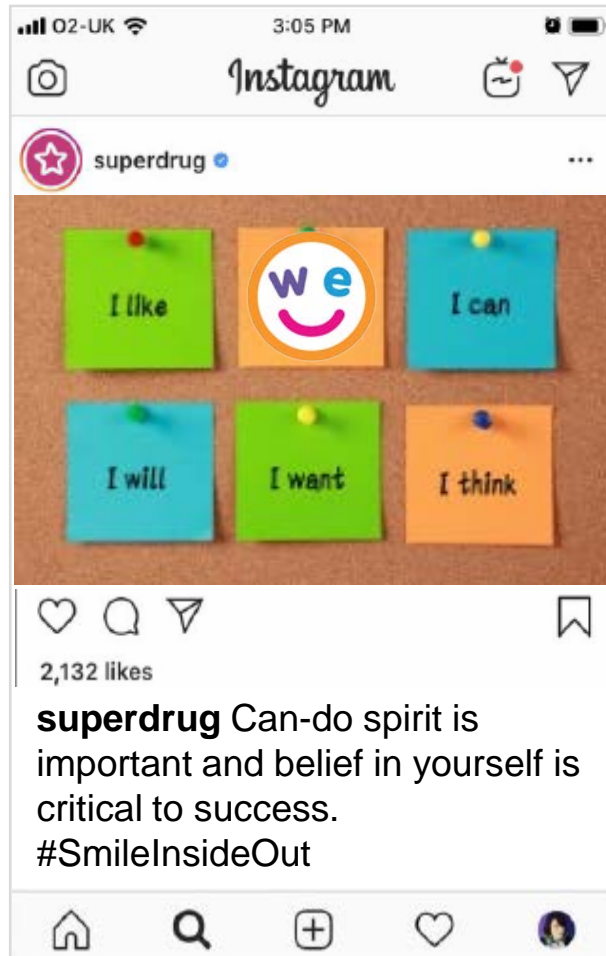 O2-UK 3:05 PM
Instagram
superdrug
I like
we
I can
I will
I want
I think
2,132 likes
superdrug Can-do spirit is
important and belief in yourself is
critical to success.
#SmileInsideOut